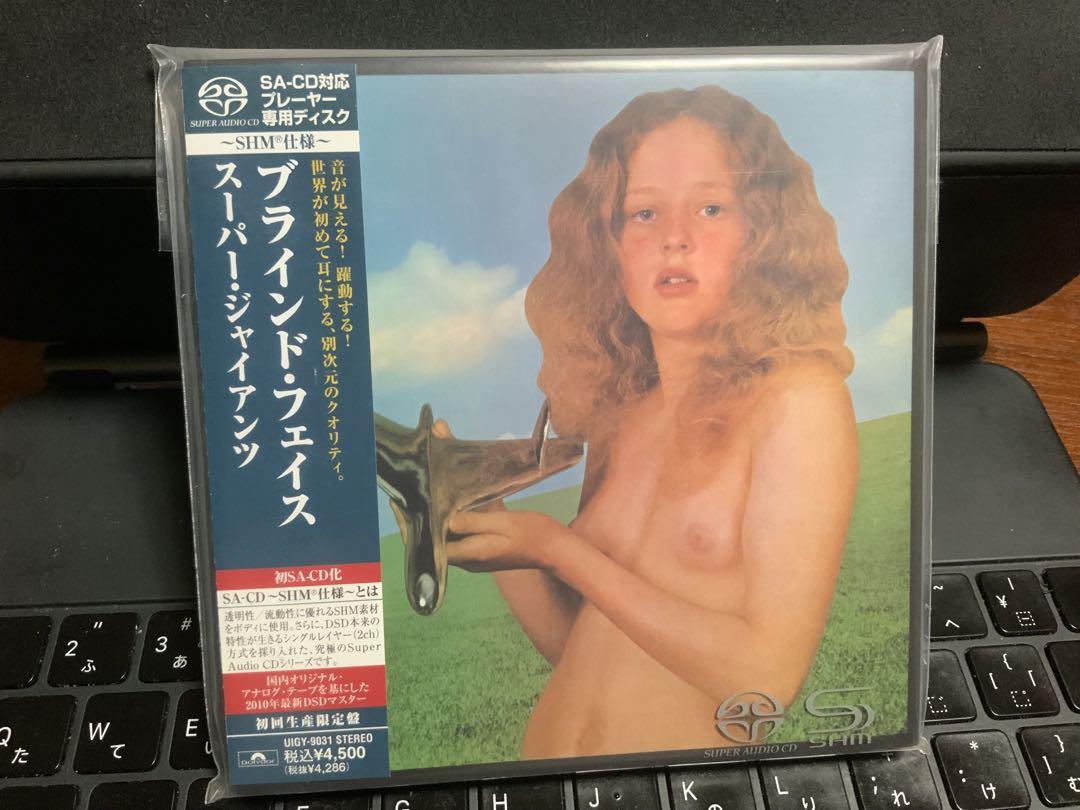 SA-CD対応
プレーヤー
専用ディスク
SUPER AUDIO CD
～SHM®仕様～
音が見える！躍動する！
世界が初めて耳にする、別次元のクオリティ。
ブラインド・フェイス
スーパー・ジャイアンツ
初SA-CD化
SA-CD～SHM®仕様～とは
透明性／流動性に優れるSHM素材
をボディに使用。さらに、DSD本来の
特性が生きるシングルレイヤー(2ch)
方式を採り入れた、究極のSuper
Audio CDシリーズです。
国内オリジナル・
アナログ・テープを基にした
2010年最新DSDマスター
初回生産限定盤
UIGY-9031 STEREO
polydor
税込¥4,500
(税抜¥4,286)
SUPER AUDIO CD
SHM
2 " ふ
3 # あ
Q た
W て
E
G
H
J
K の
L